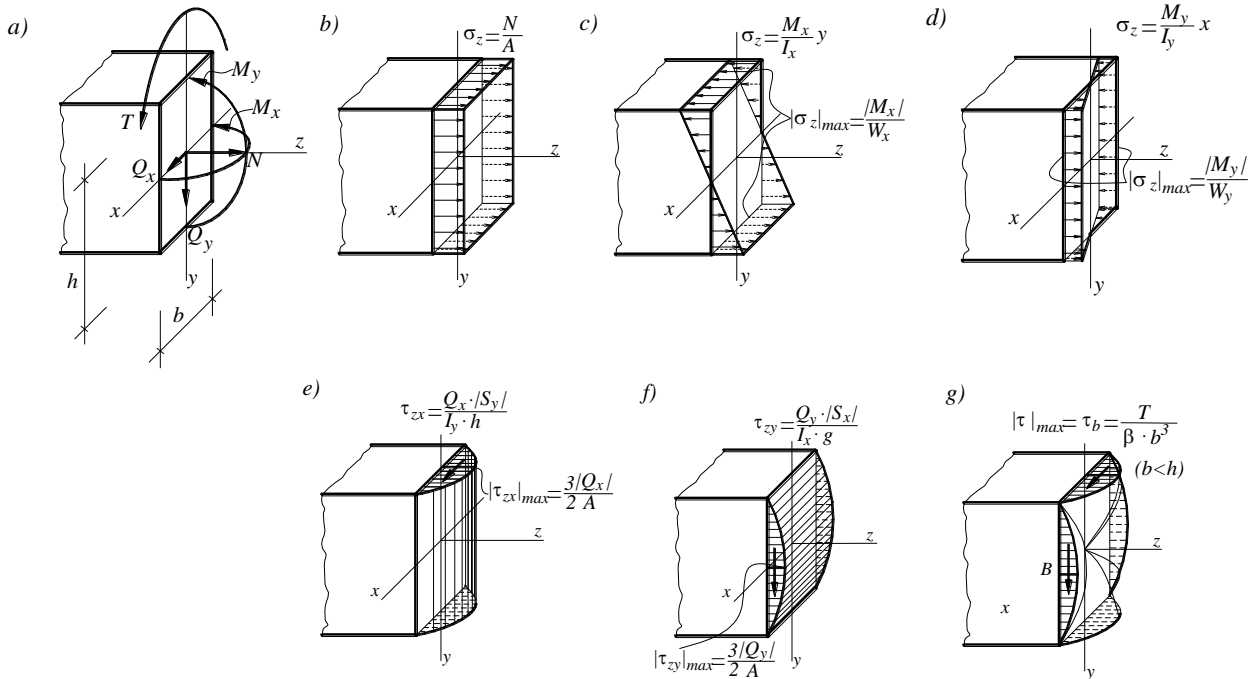 a)
M_y
M_x
T
z
Q_x
N
x
Q_y
h
y
b
b)
σ_z = N/A
z
x
y
c)
σ_z = M_x/I_x y
|σ_z|_max = |M_x|/W_x
z
x
y
d)
σ_z = M_y/I_y x
z
|σ_z|_max = |M_y|/W_y
x
y
e)
τ_zx = Q_x·|S_y|/I_y·h
|τ_zx|_max = 3|Q_x|/2 A
z
x
y
f)
τ_zy = Q_y·|S_x|/I_x·g
z
x
|τ_zy|_max = 3|Q_y|/2 A
y
g)
|τ|_max = τ_b = T/β·b³
(b<h)
z
B
x
y